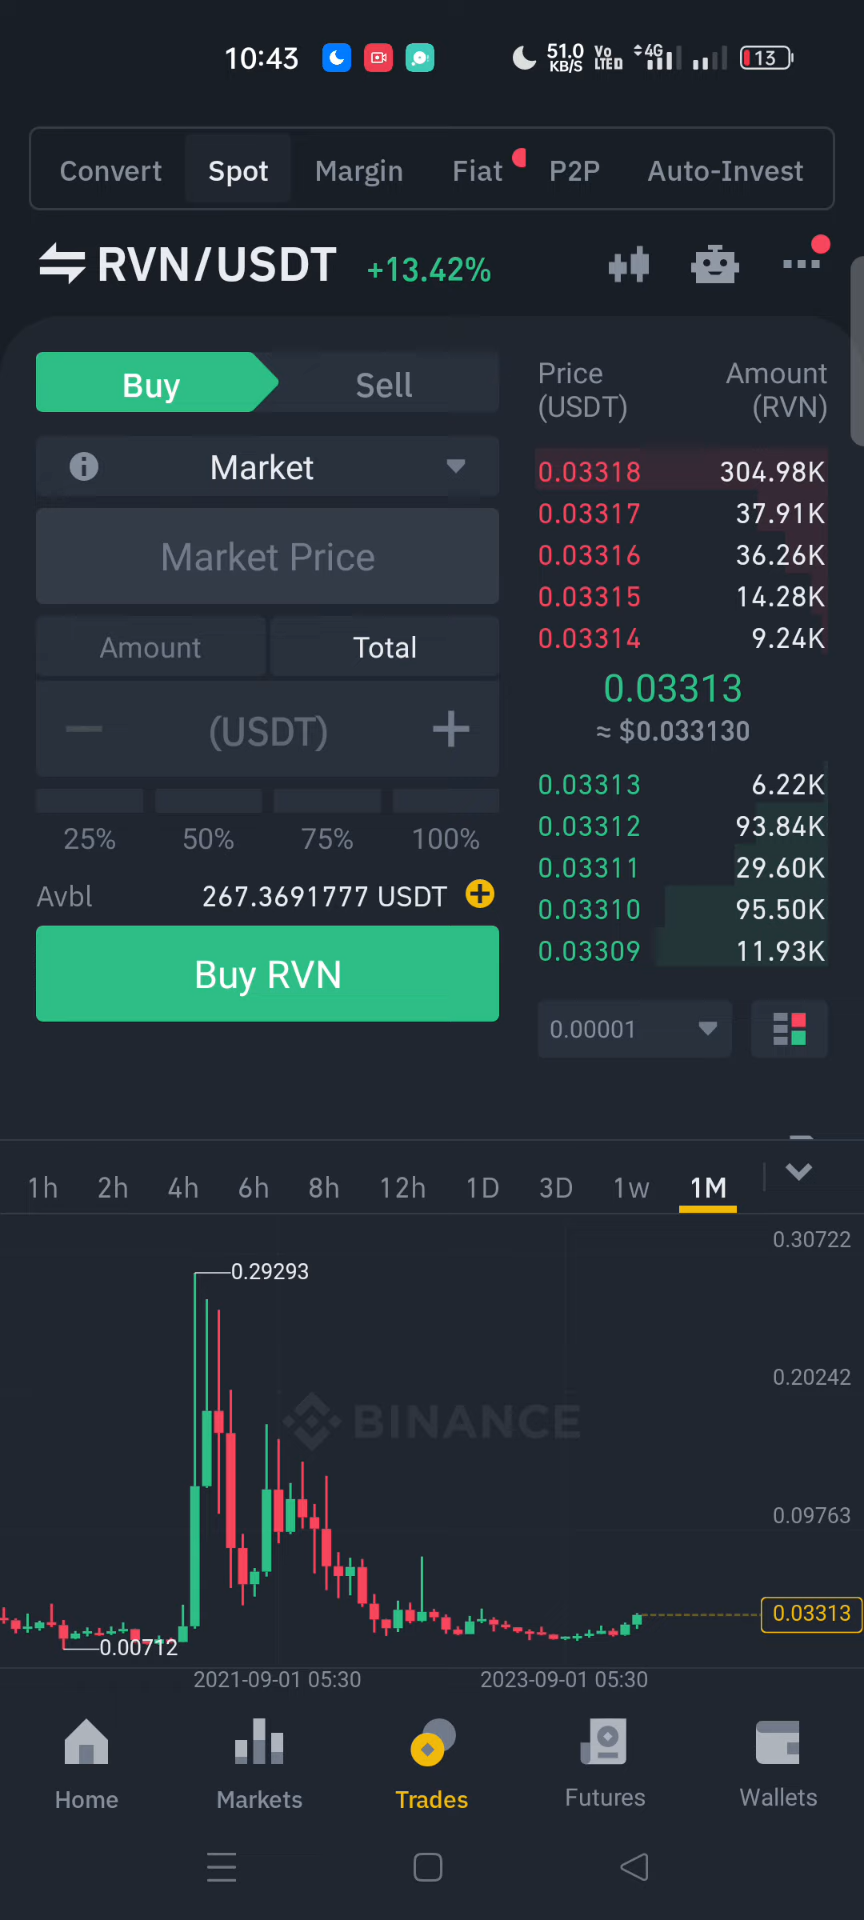 10:43 51.0 KB/S Vo LTED 4G 13
Convert Spot Margin Fiat P2P Auto-Invest
RVN/USDT +13.42%
Buy Sell
Market
Market Price
Amount Total
(USDT)
25% 50% 75% 100%
Avbl 267.3691777 USDT
Buy RVN
Price Amount
(USDT) (RVN)
0.03318 304.98K
0.03317 37.91K
0.03316 36.26K
0.03315 14.28K
0.03314 9.24K
0.03313
≈ $0.033130
0.03313 6.22K
0.03312 93.84K
0.03311 29.60K
0.03310 95.50K
0.03309 11.93K
0.00001
1h 2h 4h 6h 8h 12h 1D 3D 1w 1M
0.30722
0.29293
0.20242
BINANCE
0.09763
0.03313
0.00712
2021-09-01 05:30 2023-09-01 05:30
Home Markets Trades Futures Wallets